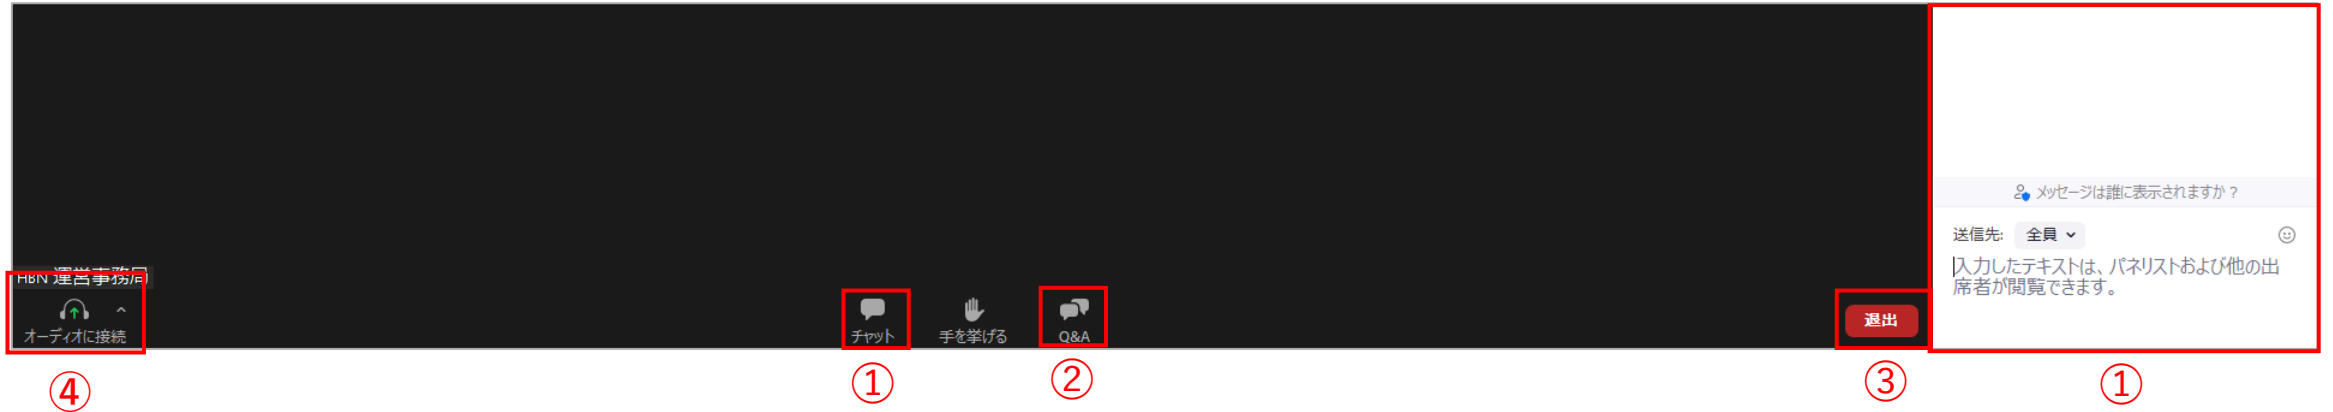 メッセージは誰に表示されますか？
送信先: 全員
入力したテキストは、パネリストおよび他の出
席者が閲覧できます。
HBN 運営事務局
オーディオに接続
チャット
手を挙げる
Q&A
退出
④
①
②
③
①